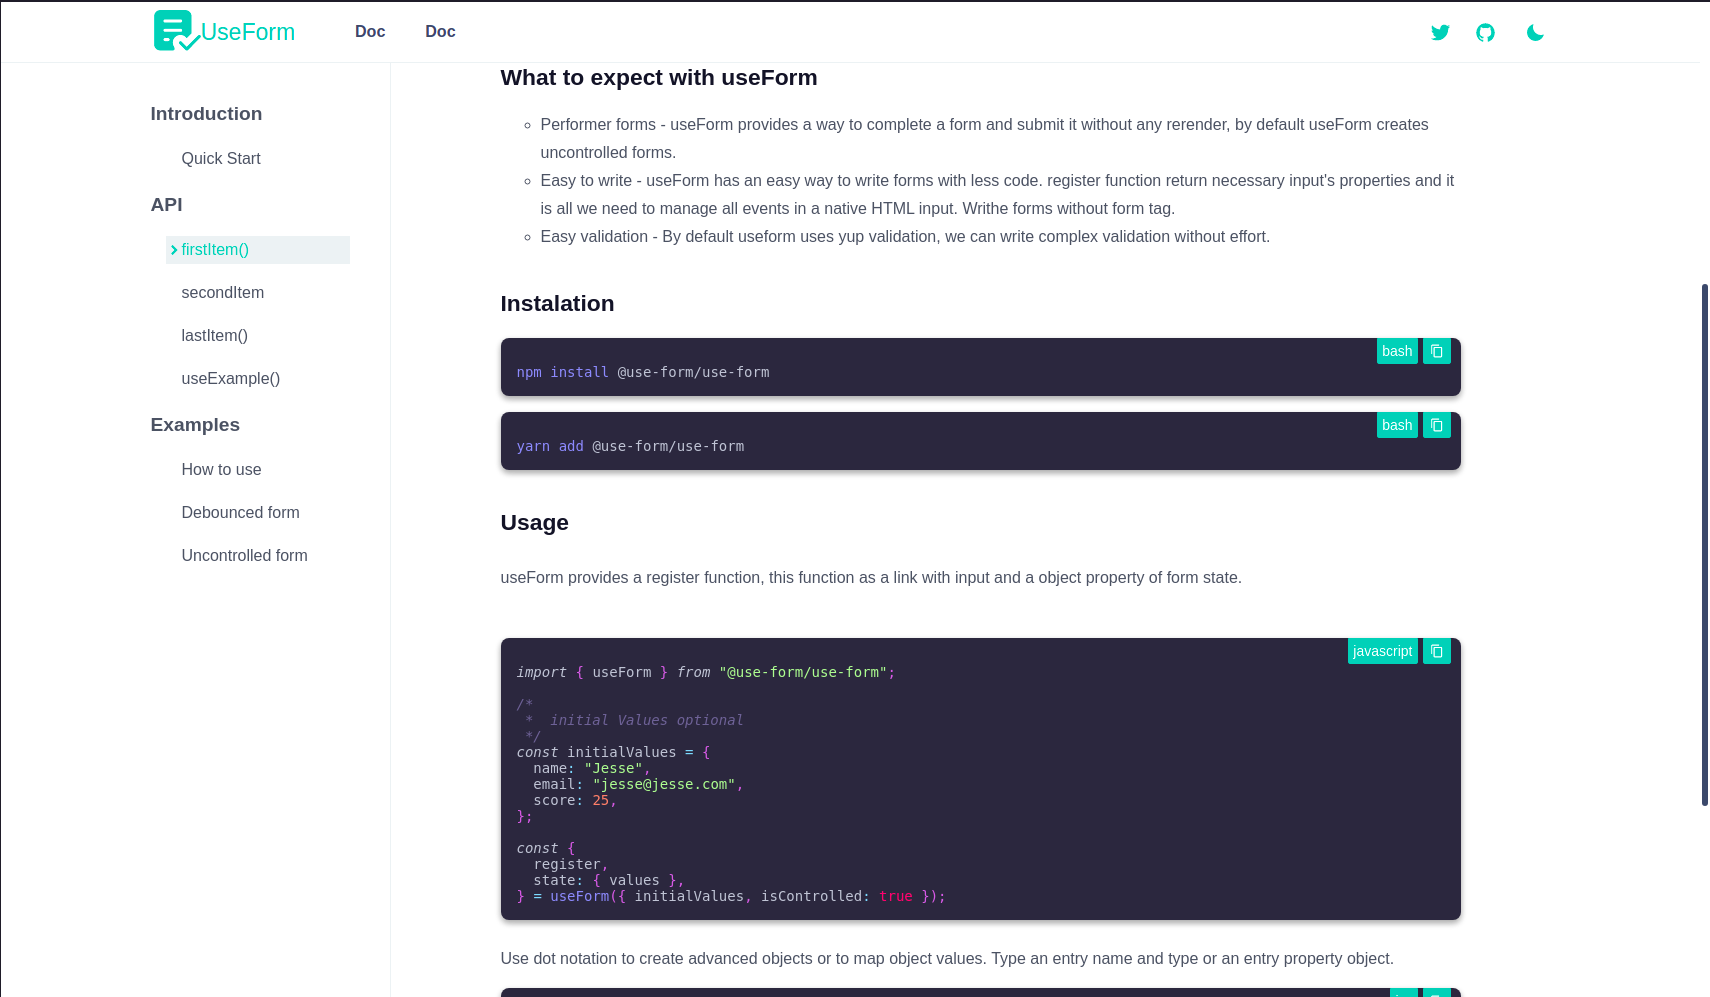 UseForm
Doc
Doc
Introduction
Quick Start
API
firstItem()
secondItem
lastItem()
useExample()
Examples
How to use
Debounced form
Uncontrolled form
What to expect with useForm
Performer forms - useForm provides a way to complete a form and submit it without any rerender, by default useForm creates
uncontrolled forms.
Easy to write - useForm has an easy way to write forms with less code. register function return necessary input's properties and it
is all we need to manage all events in a native HTML input. Writhe forms without form tag.
Easy validation - By default useform uses yup validation, we can write complex validation without effort.
Instalation
bash
npm install @use-form/use-form
bash
yarn add @use-form/use-form
Usage
useForm provides a register function, this function as a link with input and a object property of form state.
javascript
import { useForm } from "@use-form/use-form";
/*
 *  initial Values optional
 */
const initialValues = {
  name: "Jesse",
  email: "jesse@jesse.com",
  score: 25,
};
const {
  register,
  state: { values },
} = useForm({ initialValues, isControlled: true });
Use dot notation to create advanced objects or to map object values. Type an entry name and type or an entry property object.